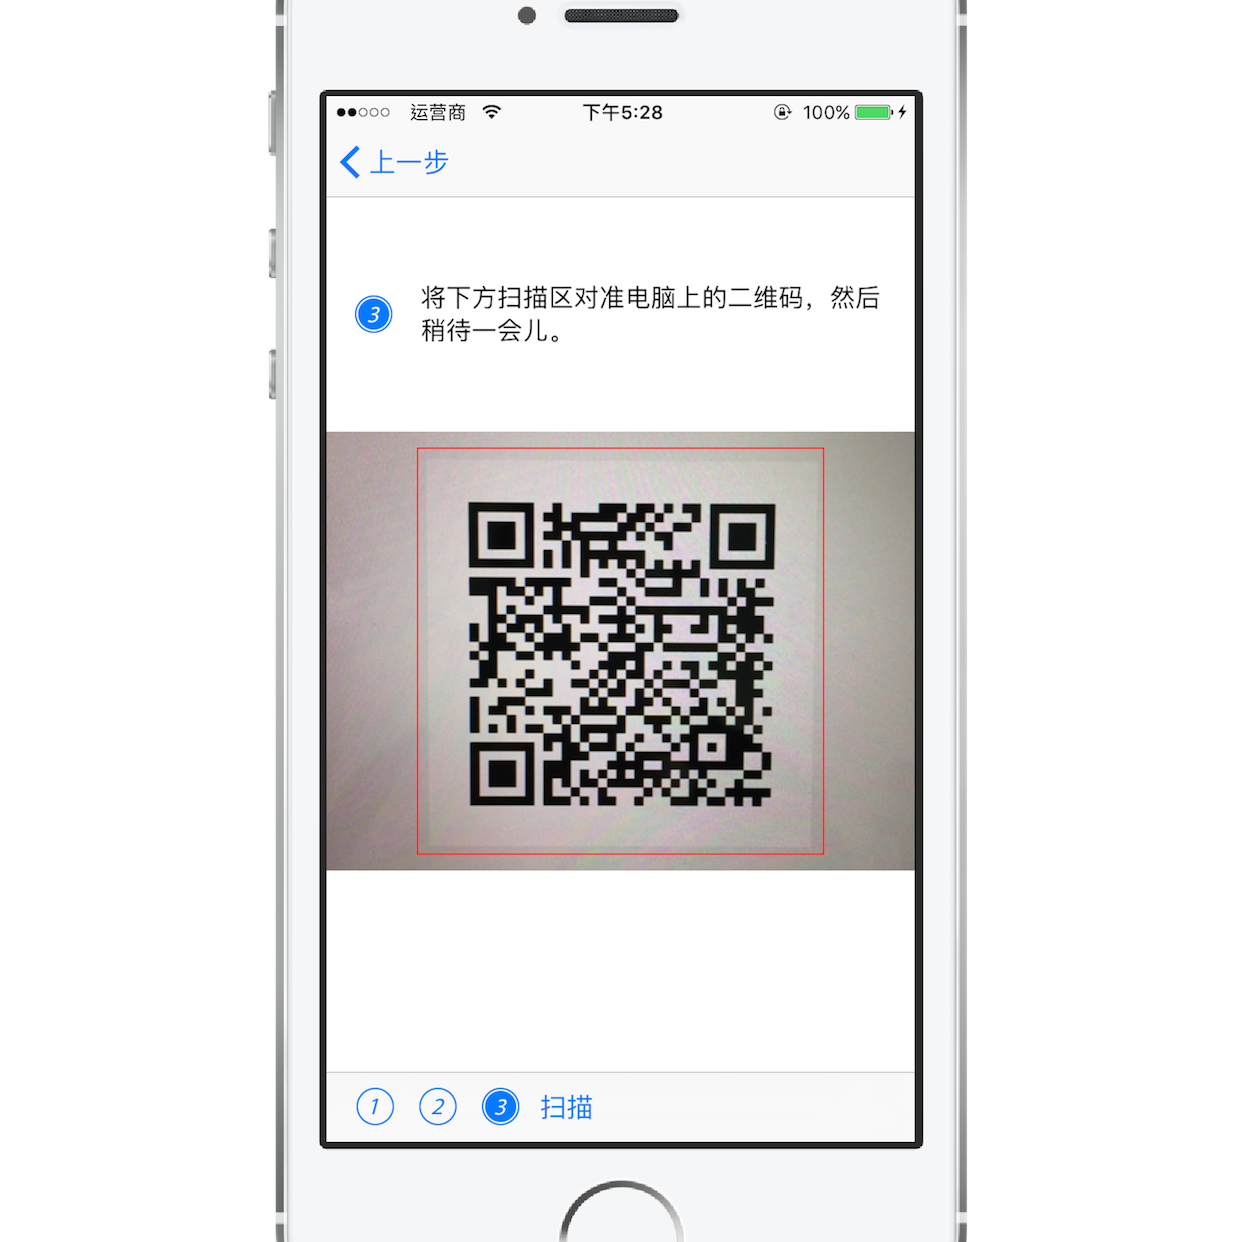 运营商 下午5:28 100%
上一步
3 将下方扫描区对准电脑上的二维码，然后
稍待一会儿。
1 2 3 扫描